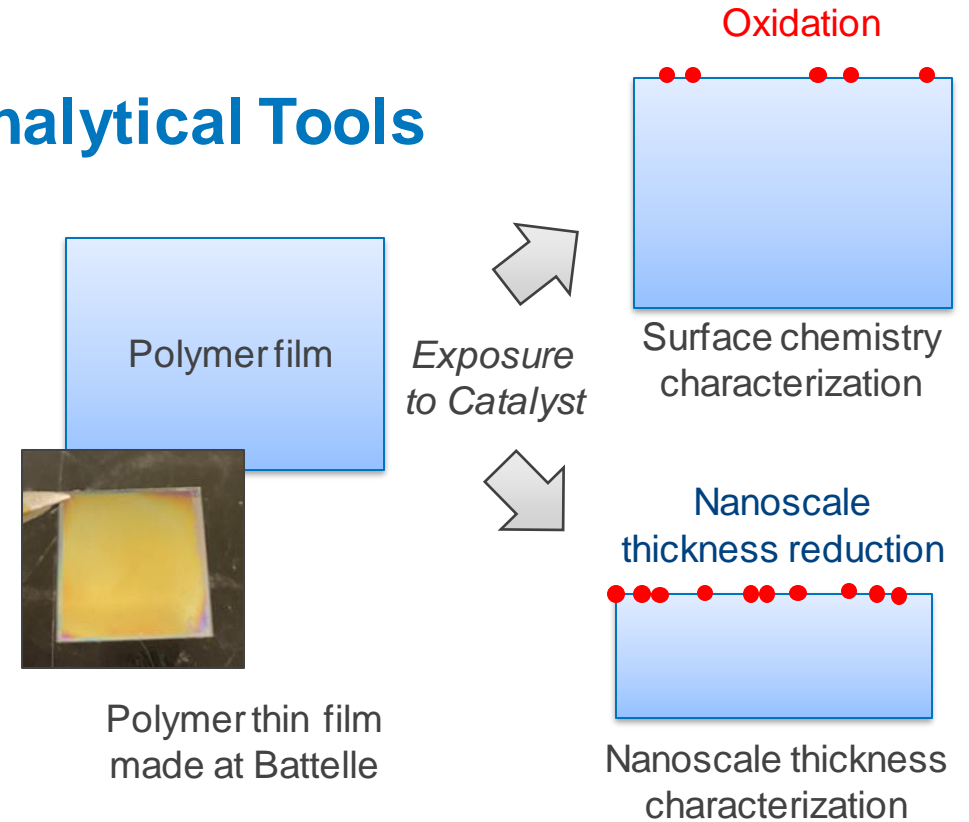 Oxidation
nalytical Tools
Polymer film
Exposure
to Catalyst
Surface chemistry
characterization
Nanoscale
thickness reduction
Polymer thin film
made at Battelle
Nanoscale thickness
characterization